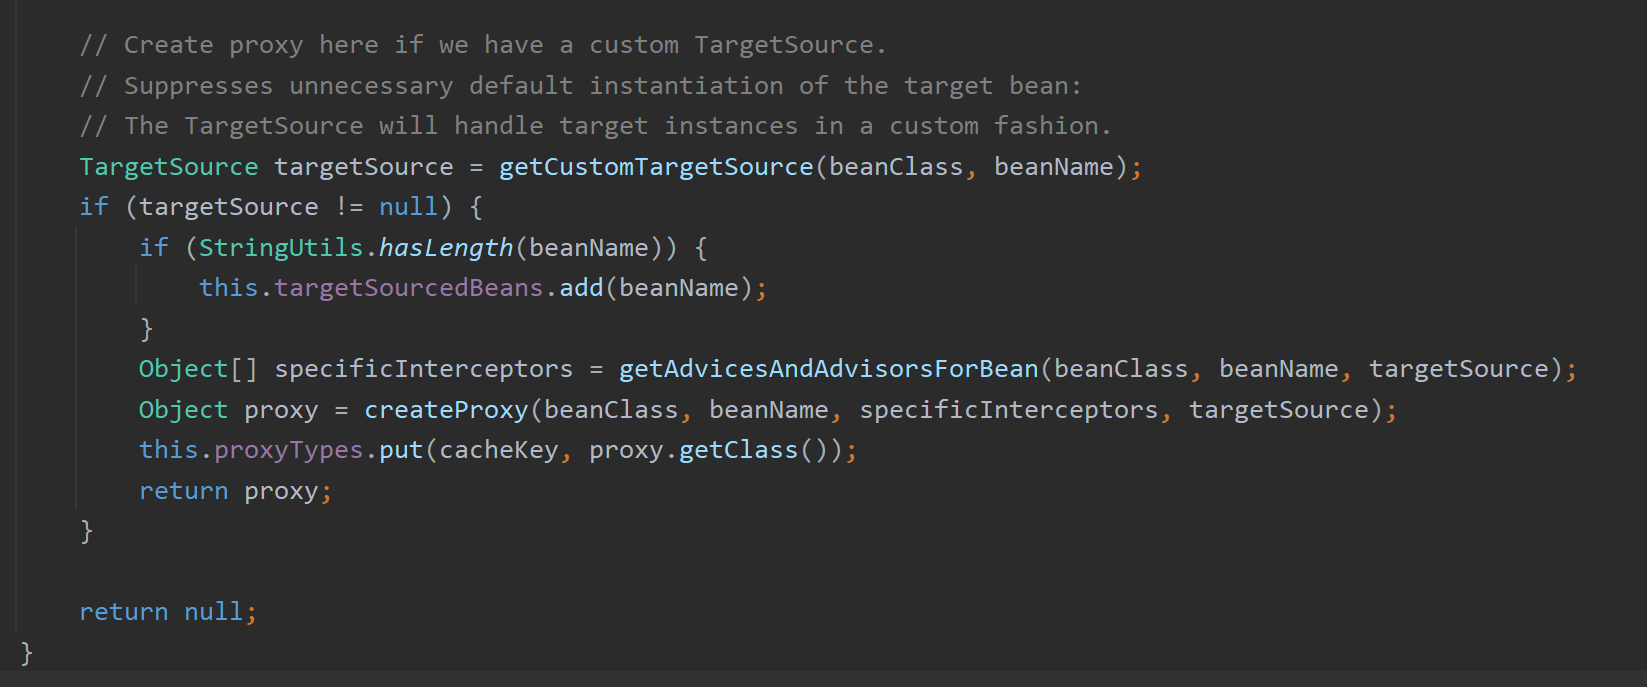 // Create proxy here if we have a custom TargetSource.
// Suppresses unnecessary default instantiation of the target bean:
// The TargetSource will handle target instances in a custom fashion.
TargetSource targetSource = getCustomTargetSource(beanClass, beanName);
if (targetSource != null) {
if (StringUtils.hasLength(beanName)) {
this.targetSourcedBeans.add(beanName);
}
Object[] specificInterceptors = getAdvicesAndAdvisorsForBean(beanClass, beanName, targetSource);
Object proxy = createProxy(beanClass, beanName, specificInterceptors, targetSource);
this.proxyTypes.put(cacheKey, proxy.getClass());
return proxy;
}
return null;
}